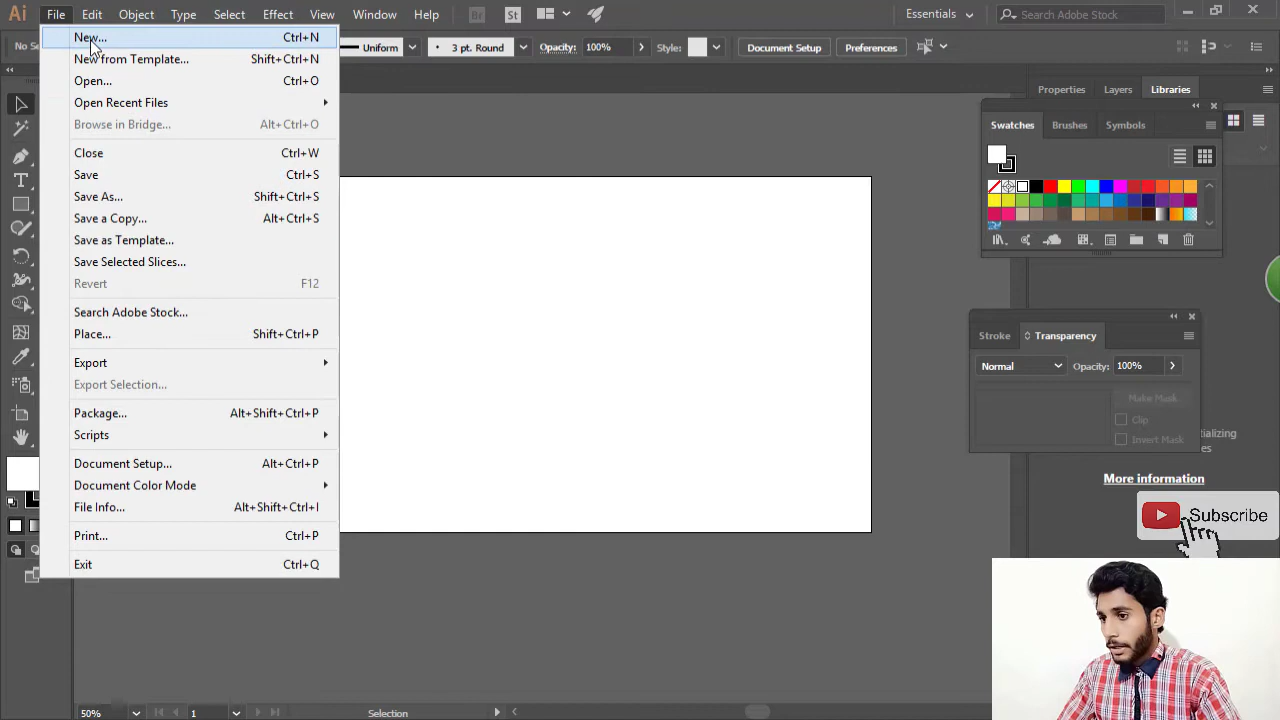 Ai File Edit Object Type Select Effect View Window Help Br St Essentials Search Adobe Stock
No Se Uniform 3 pt. Round Opacity: 100% Style: Document Setup Preferences
New... Ctrl+N
New from Template... Shift+Ctrl+N
Open... Ctrl+O
Open Recent Files
Browse in Bridge... Alt+Ctrl+O
Close Ctrl+W
Save Ctrl+S
Save As... Shift+Ctrl+S
Save a Copy... Alt+Ctrl+S
Save as Template...
Save Selected Slices...
Revert F12
Search Adobe Stock...
Place... Shift+Ctrl+P
Export
Export Selection...
Package... Alt+Shift+Ctrl+P
Scripts
Document Setup... Alt+Ctrl+P
Document Color Mode
File Info... Alt+Shift+Ctrl+I
Print... Ctrl+P
Exit Ctrl+Q
Properties Layers Libraries
Swatches Brushes Symbols
Stroke Transparency
Normal Opacity: 100%
Make Mask
Clip
Invert Mask
ializing
es
More information
Subscribe
50% 1 Selection